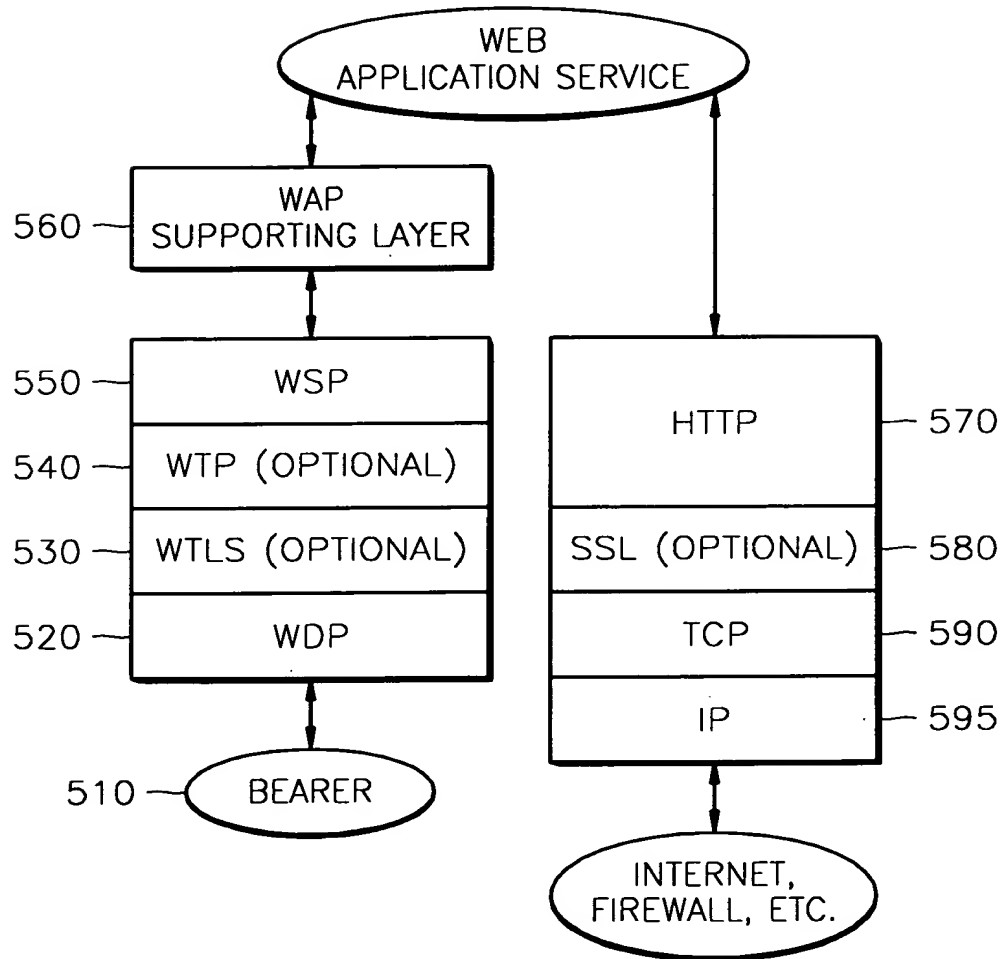 WEB
APPLICATION SERVICE
560
WAP
SUPPORTING LAYER
550
WSP
540
WTP (OPTIONAL)
530
WTLS (OPTIONAL)
520
WDP
510
BEARER
HTTP
570
SSL (OPTIONAL)
580
TCP
590
IP
595
INTERNET,
FIREWALL, ETC.